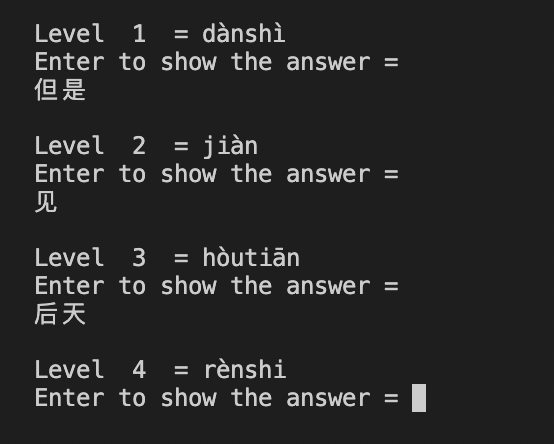 Level  1  = dànshì
Enter to show the answer =
但是
Level  2  = jiàn
Enter to show the answer =
见
Level  3  = hòutiān
Enter to show the answer =
后天
Level  4  = rènshi
Enter to show the answer =